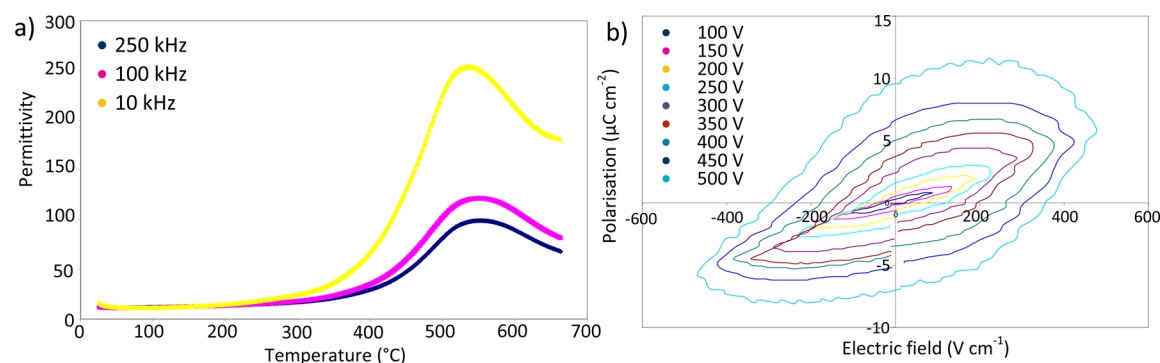 a)
300
250
200
150
100
50
0
Permittivity
250 kHz
100 kHz
10 kHz
0 100 200 300 400 500 600 700
Temperature (°C)
b)
15
10
5
0
-5
-10
Polarisation (µC cm-2)
100 V
150 V
200 V
250 V
300 V
350 V
400 V
450 V
500 V
-600 -400 -200 0 200 400 600
Electric field (V cm-1)